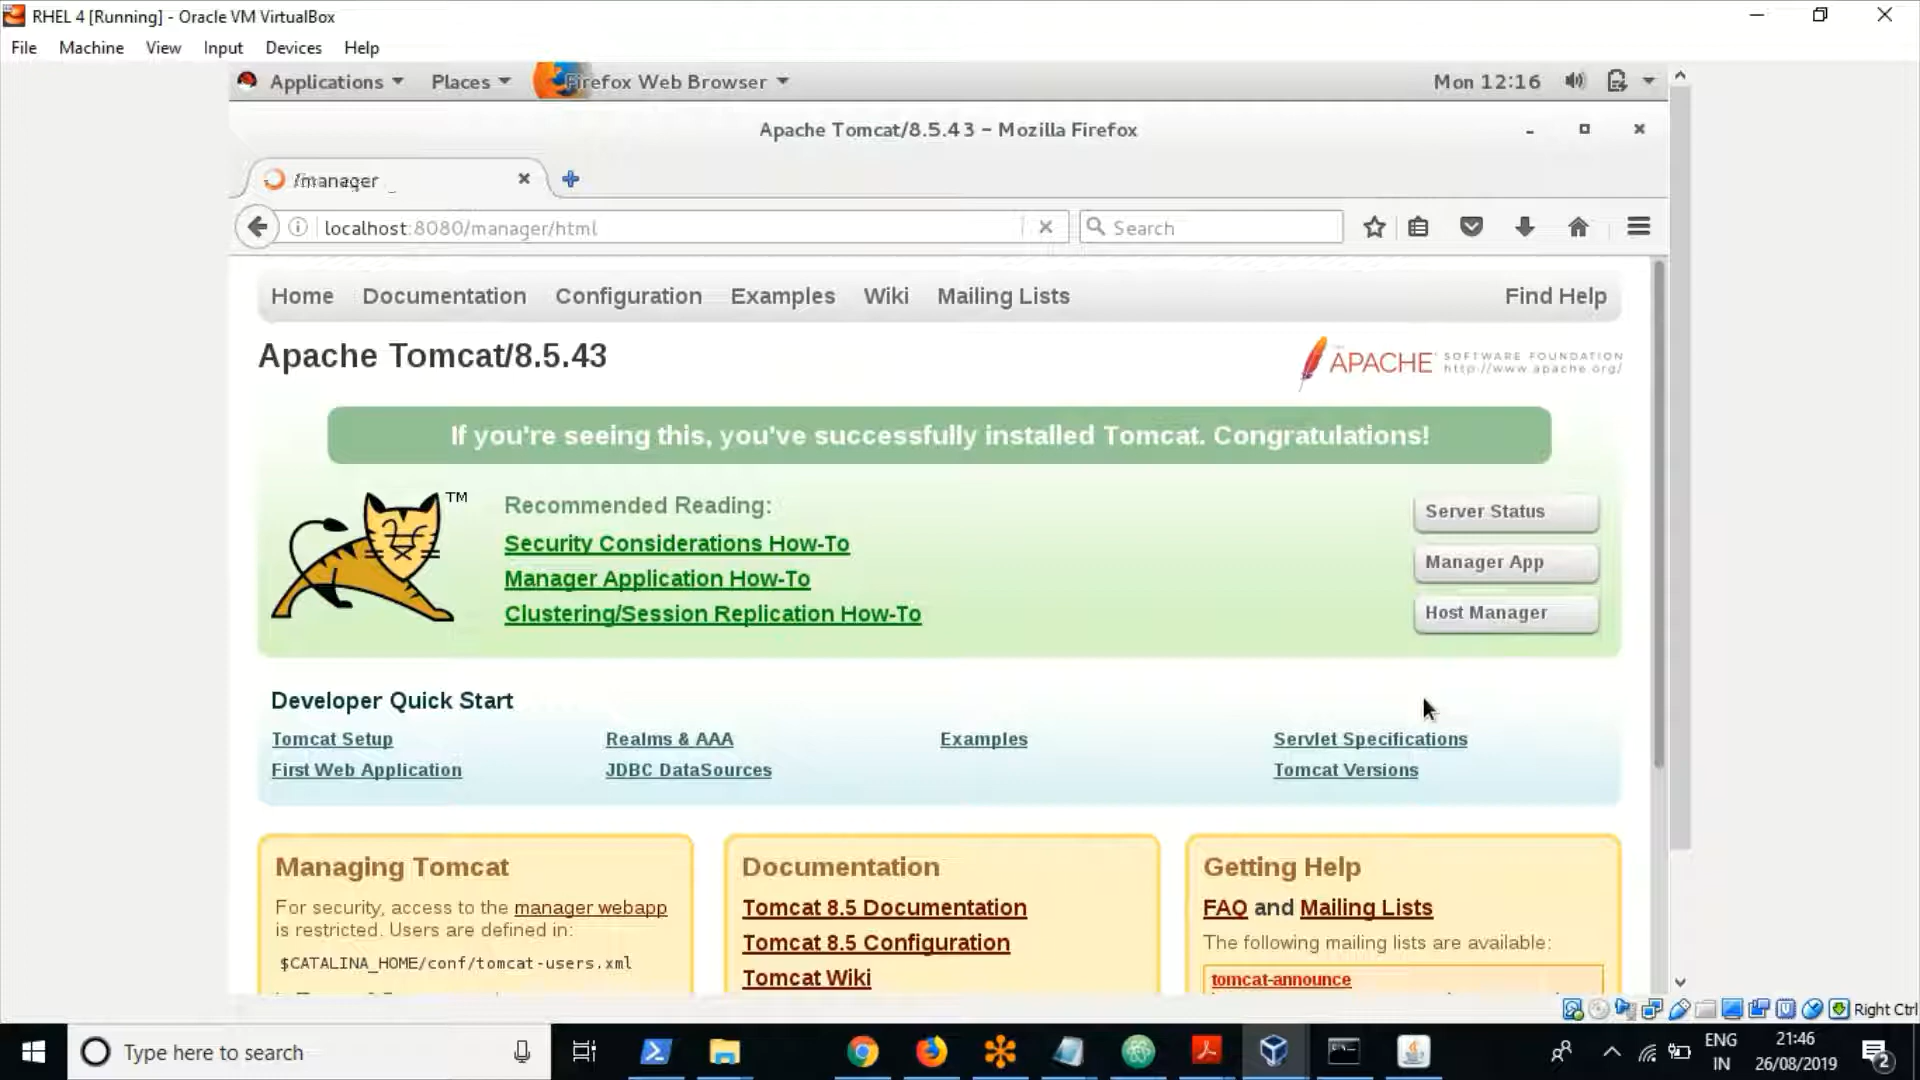 RHEL 4 [Running] - Oracle VM VirtualBox
File Machine View Input Devices Help
Applications Places Firefox Web Browser Mon 12:16
Apache Tomcat/8.5.43 - Mozilla Firefox
/manager
localhost:8080/manager/html Search
Home Documentation Configuration Examples Wiki Mailing Lists Find Help
Apache Tomcat/8.5.43
APACHE SOFTWARE FOUNDATION
http://www.apache.org/
If you're seeing this, you've successfully installed Tomcat. Congratulations!
TM
Recommended Reading:
Security Considerations How-To
Manager Application How-To
Clustering/Session Replication How-To
Server Status
Manager App
Host Manager
Developer Quick Start
Tomcat Setup Realms & AAA Examples Servlet Specifications
First Web Application JDBC DataSources Tomcat Versions
Managing Tomcat
For security, access to the manager webapp
is restricted. Users are defined in:
$CATALINA_HOME/conf/tomcat-users.xml
Documentation
Tomcat 8.5 Documentation
Tomcat 8.5 Configuration
Tomcat Wiki
Getting Help
FAQ and Mailing Lists
The following mailing lists are available:
tomcat-announce
Right Ctrl
Type here to search
ENG
IN
21:46
26/08/2019
2